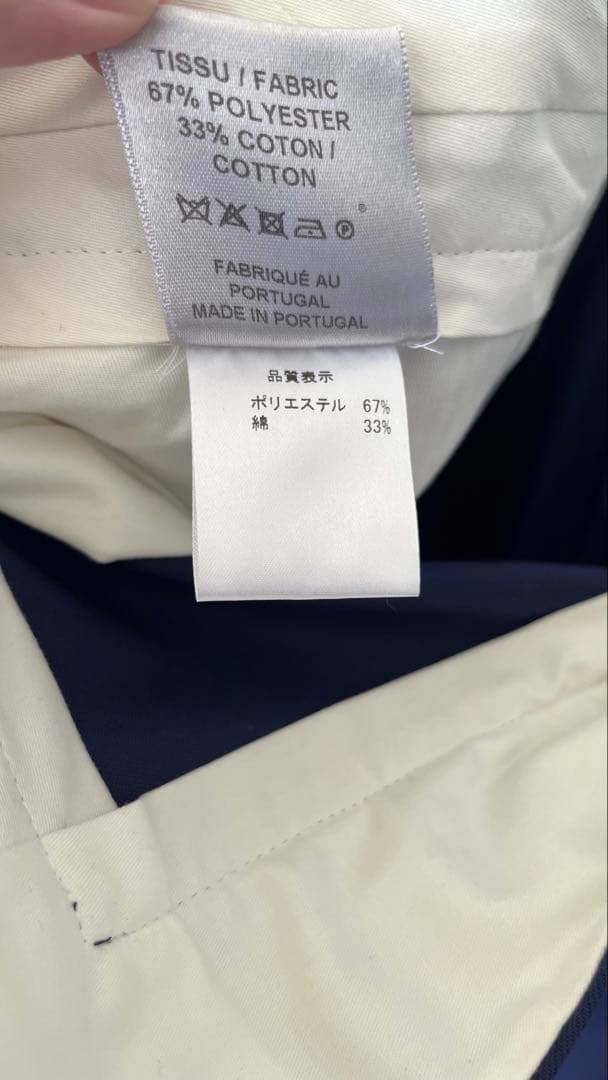 TISSU / FABRIC
67% POLYESTER
33% COTON /
COTTON
FABRIQUÉ AU
PORTUGAL
MADE IN PORTUGAL
品質表示
ポリエステル 67%
綿 33%